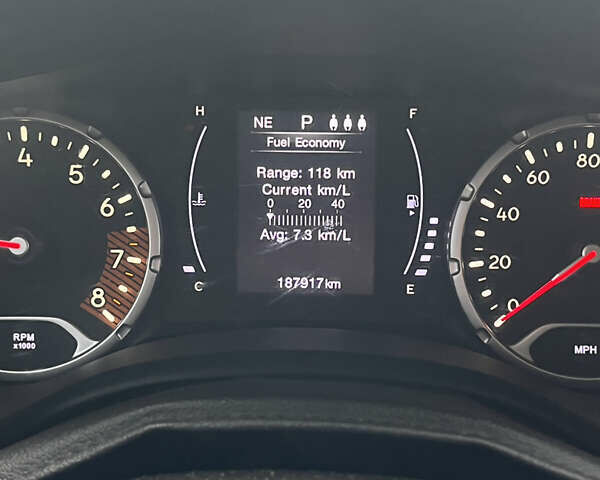 H
F
NE P
Fuel Economy
Range: 118 km
Current km/L
0 20 40
Avg: 7.3 km/L
187917km
C
E
4 5 6 7 8
RPM
x1000
0 20 40 60 80
MPH